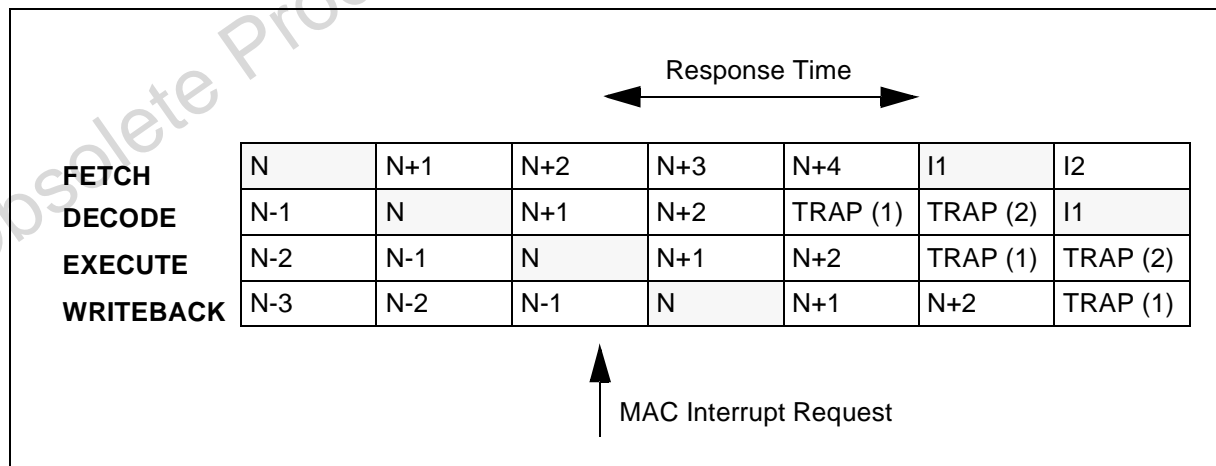 Obsolete Pro
Response Time
FETCH N N+1 N+2 N+3 N+4 I1 I2
DECODE N-1 N N+1 N+2 TRAP (1) TRAP (2) I1
EXECUTE N-2 N-1 N N+1 N+2 TRAP (1) TRAP (2)
WRITEBACK N-3 N-2 N-1 N N+1 N+2 TRAP (1)
MAC Interrupt Request